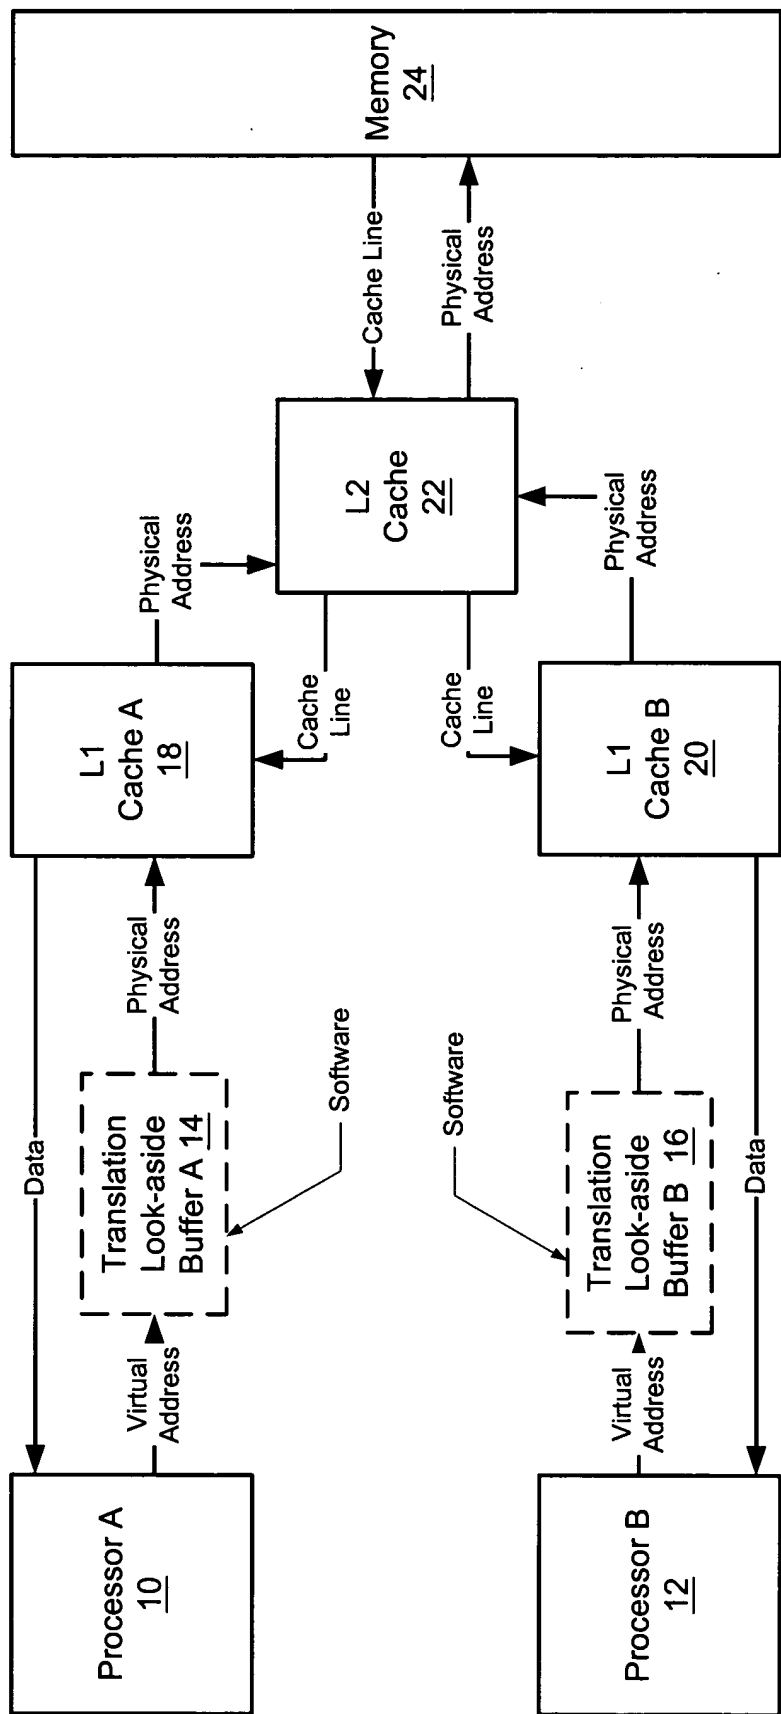 Processor A
10
Virtual
Address
Translation
Look-aside
Buffer A 14
Software
Physical
Address
Data
L1
Cache A
18
Physical
Address
Cache
Line
L2
Cache
22
Cache Line
Physical
Address
Memory
24
Processor B
12
Virtual
Address
Translation
Look-aside
Buffer B 16
Software
Physical
Address
Data
L1
Cache B
20
Physical
Address
Cache
Line